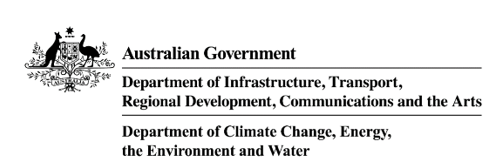 AUSTRALIA
Australian Government
Department of Infrastructure, Transport,
Regional Development, Communications and the Arts
Department of Climate Change, Energy,
the Environment and Water